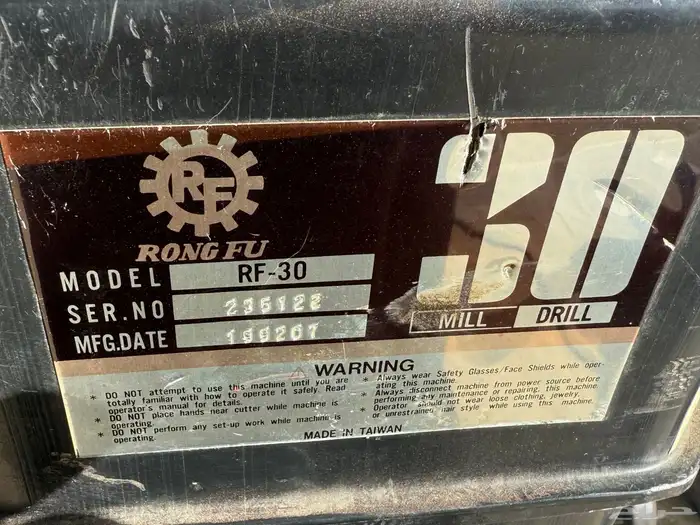 RF
RONG FU
30
MILL DRILL
MODEL RF-30
SER.NO 235122
MFG.DATE 199207
WARNING
* DO NOT attempt to use this machine until you are
totally familiar with how to operate it safely. Read
operator's manual for details.
* DO NOT place hands near cutter while machine is
operating.
* DO NOT perform any set-up work while machine is
operating.
* Always wear Safety Glasses/Face Shields while oper-
ating this machine.
* Always disconnect machine from power source before
performing any maintenance or repairing, this machine
* Operator should not wear loose clothing, jewelry,
or unrestrained hair style while using this machine.
MADE IN TAIWAN
حراج